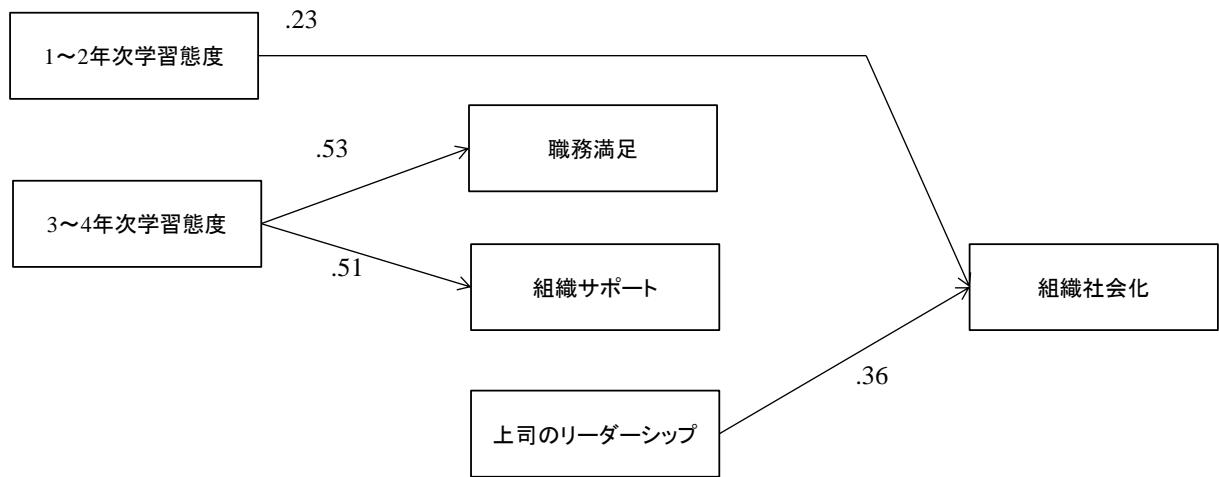 .23
1～2年次学習態度
.53
職務満足
3～4年次学習態度
.51
組織サポート
組織社会化
.36
上司のリーダーシップ